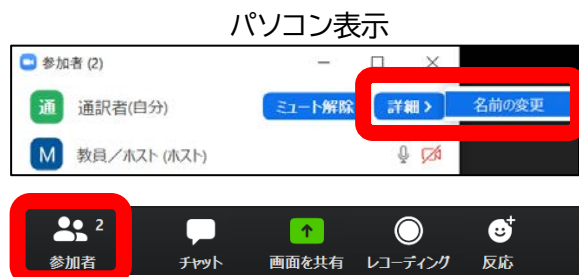 パソコン表示
参加者 (2)
通 通訳者(自分) ミュート解除 詳細 > 名前の変更
M 教員／ホスト (ホスト)
2
参加者 チャット 画面を共有 レコーディング 反応